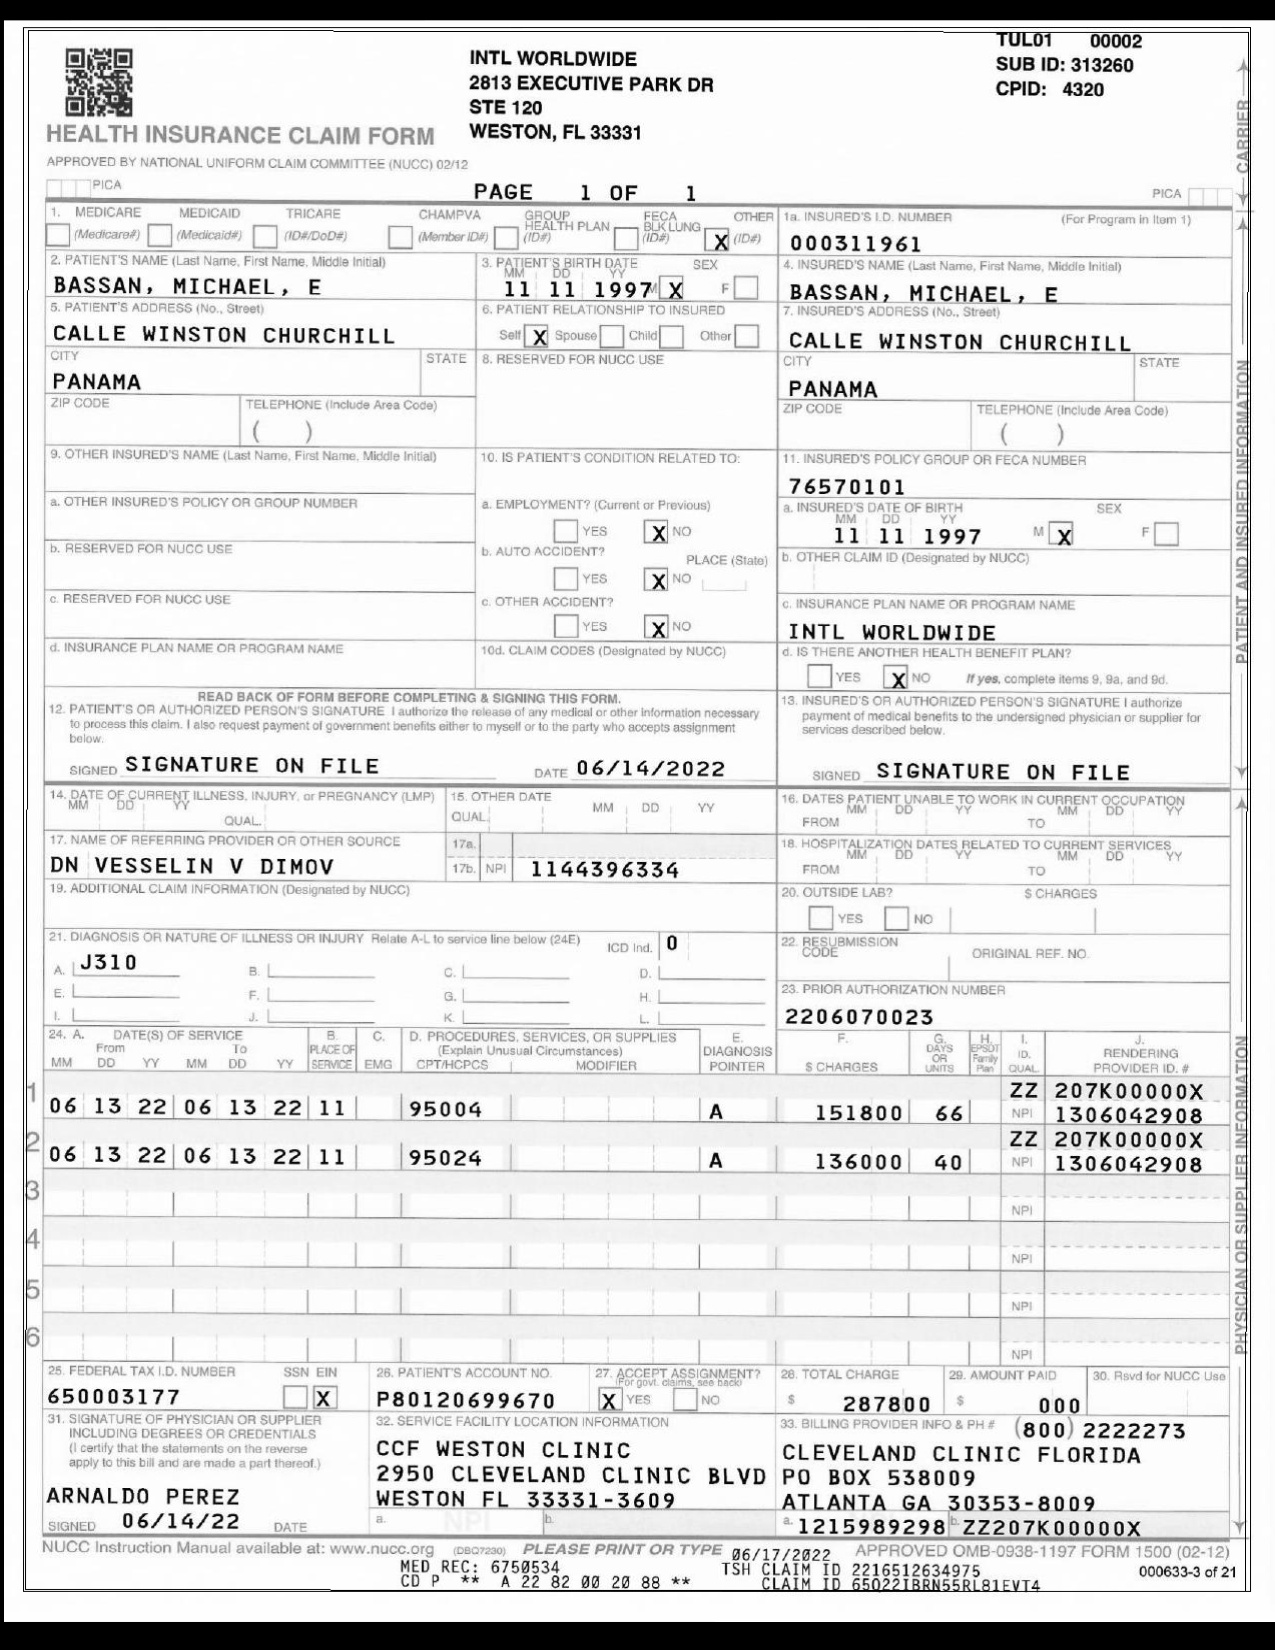 TUL01 00002
INTL WORLDWIDE
SUB ID: 313260
2813 EXECUTIVE PARK DR
CPID: 4320
STE 120
WESTON, FL 33331
HEALTH INSURANCE CLAIM FORM
APPROVED BY NATIONAL UNIFORM CLAIM COMMITTEE (NUCC) 02/12
PICA
PAGE 1 OF 1
PICA
CARRIER
1. MEDICARE MEDICAID TRICARE CHAMPVA GROUP HEALTH PLAN FECA BLK LUNG OTHER
(Medicare#) (Medicaid#) (ID#/DoD#) (Member ID#) (ID#) (ID#) X (ID#)
1a. INSURED'S I.D. NUMBER (For Program in Item 1)
000311961
2. PATIENT'S NAME (Last Name, First Name, Middle Initial)
BASSAN, MICHAEL, E
3. PATIENT'S BIRTH DATE SEX
MM DD YY
11 11 1997 M X F
4. INSURED'S NAME (Last Name, First Name, Middle Initial)
BASSAN, MICHAEL, E
5. PATIENT'S ADDRESS (No., Street)
CALLE WINSTON CHURCHILL
6. PATIENT RELATIONSHIP TO INSURED
Self X Spouse Child Other
7. INSURED'S ADDRESS (No., Street)
CALLE WINSTON CHURCHILL
CITY STATE
PANAMA
8. RESERVED FOR NUCC USE
CITY STATE
PANAMA
ZIP CODE TELEPHONE (Include Area Code)
( )
ZIP CODE TELEPHONE (Include Area Code)
( )
9. OTHER INSURED'S NAME (Last Name, First Name, Middle Initial)
10. IS PATIENT'S CONDITION RELATED TO:
11. INSURED'S POLICY GROUP OR FECA NUMBER
76570101
a. OTHER INSURED'S POLICY OR GROUP NUMBER
a. EMPLOYMENT? (Current or Previous)
YES X NO
a. INSURED'S DATE OF BIRTH SEX
MM DD YY
11 11 1997 M X F
b. RESERVED FOR NUCC USE
b. AUTO ACCIDENT? PLACE (State)
YES X NO
b. OTHER CLAIM ID (Designated by NUCC)
c. RESERVED FOR NUCC USE
c. OTHER ACCIDENT?
YES X NO
c. INSURANCE PLAN NAME OR PROGRAM NAME
INTL WORLDWIDE
d. INSURANCE PLAN NAME OR PROGRAM NAME
10d. CLAIM CODES (Designated by NUCC)
d. IS THERE ANOTHER HEALTH BENEFIT PLAN?
YES X NO If yes, complete items 9, 9a, and 9d.
PATIENT AND INSURED INFORMATION
READ BACK OF FORM BEFORE COMPLETING & SIGNING THIS FORM.
12. PATIENT'S OR AUTHORIZED PERSON'S SIGNATURE I authorize the release of any medical or other information necessary
to process this claim. I also request payment of government benefits either to myself or to the party who accepts assignment
below.
SIGNED SIGNATURE ON FILE DATE 06/14/2022
13. INSURED'S OR AUTHORIZED PERSON'S SIGNATURE I authorize
payment of medical benefits to the undersigned physician or supplier for
services described below.
SIGNED SIGNATURE ON FILE
14. DATE OF CURRENT ILLNESS, INJURY, or PREGNANCY (LMP)
MM DD YY
QUAL.
15. OTHER DATE
QUAL. MM DD YY
16. DATES PATIENT UNABLE TO WORK IN CURRENT OCCUPATION
MM DD YY MM DD YY
FROM TO
17. NAME OF REFERRING PROVIDER OR OTHER SOURCE
DN VESSELIN V DIMOV
17a.
17b. NPI 1144396334
18. HOSPITALIZATION DATES RELATED TO CURRENT SERVICES
MM DD YY MM DD YY
FROM TO
19. ADDITIONAL CLAIM INFORMATION (Designated by NUCC)
20. OUTSIDE LAB? $ CHARGES
YES NO
21. DIAGNOSIS OR NATURE OF ILLNESS OR INJURY Relate A-L to service line below (24E) ICD Ind. 0
A. J310 B. C. D.
E. F. G. H.
I. J. K. L.
22. RESUBMISSION
CODE ORIGINAL REF. NO.
23. PRIOR AUTHORIZATION NUMBER
2206070023
24. A. DATE(S) OF SERVICE B. C. D. PROCEDURES, SERVICES, OR SUPPLIES E. F. G. H. I. J.
From To PLACE OF (Explain Unusual Circumstances) DIAGNOSIS DAYS OR UNITS EPSDT Family Plan ID. RENDERING
MM DD YY MM DD YY SERVICE EMG CPT/HCPCS MODIFIER POINTER $ CHARGES QUAL. PROVIDER ID. #
ZZ 207K00000X
1 06 13 22 06 13 22 11 95004 A 151800 66 NPI 1306042908
ZZ 207K00000X
2 06 13 22 06 13 22 11 95024 A 136000 40 NPI 1306042908
3 NPI
4 NPI
5 NPI
6 NPI
PHYSICIAN OR SUPPLIER INFORMATION
25. FEDERAL TAX I.D. NUMBER SSN EIN
650003177 X
26. PATIENT'S ACCOUNT NO.
P80120699670
27. ACCEPT ASSIGNMENT?
(For govt. claims, see back)
X YES NO
28. TOTAL CHARGE
$ 287800
29. AMOUNT PAID
$ 000
30. Rsvd for NUCC Use
31. SIGNATURE OF PHYSICIAN OR SUPPLIER
INCLUDING DEGREES OR CREDENTIALS
(I certify that the statements on the reverse
apply to this bill and are made a part thereof.)
ARNALDO PEREZ
SIGNED 06/14/22 DATE
32. SERVICE FACILITY LOCATION INFORMATION
CCF WESTON CLINIC
2950 CLEVELAND CLINIC BLVD
WESTON FL 33331-3609
a. NPI b.
33. BILLING PROVIDER INFO & PH # (800) 2222273
CLEVELAND CLINIC FLORIDA
PO BOX 538009
ATLANTA GA 30353-8009
a. 1215989298 b. ZZ207K00000X
NUCC Instruction Manual available at: www.nucc.org (DBQ7230) PLEASE PRINT OR TYPE 06/17/2022 APPROVED OMB-0938-1197 FORM 1500 (02-12)
MED REC: 6750534 TSH CLAIM ID 2216512634975 000633-3 of 21
CD P ** A 22 82 00 20 88 ** CLAIM ID 65022IBRN55RL81EVT4